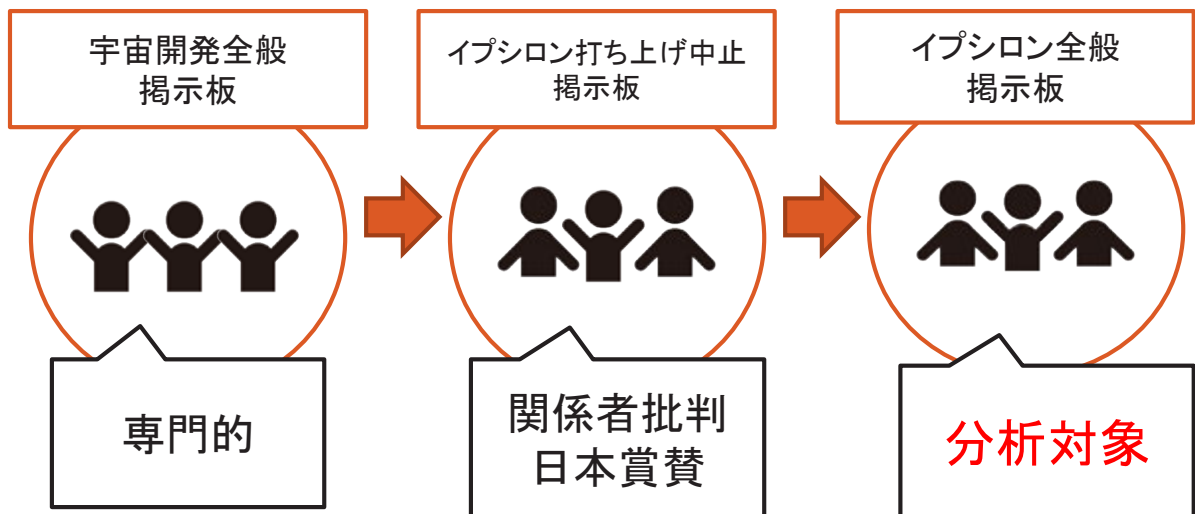 宇宙開発全般
掲示板
イプシロン打ち上げ中止
掲示板
イプシロン全般
掲示板
専門的
関係者批判
日本賞賛
分析対象